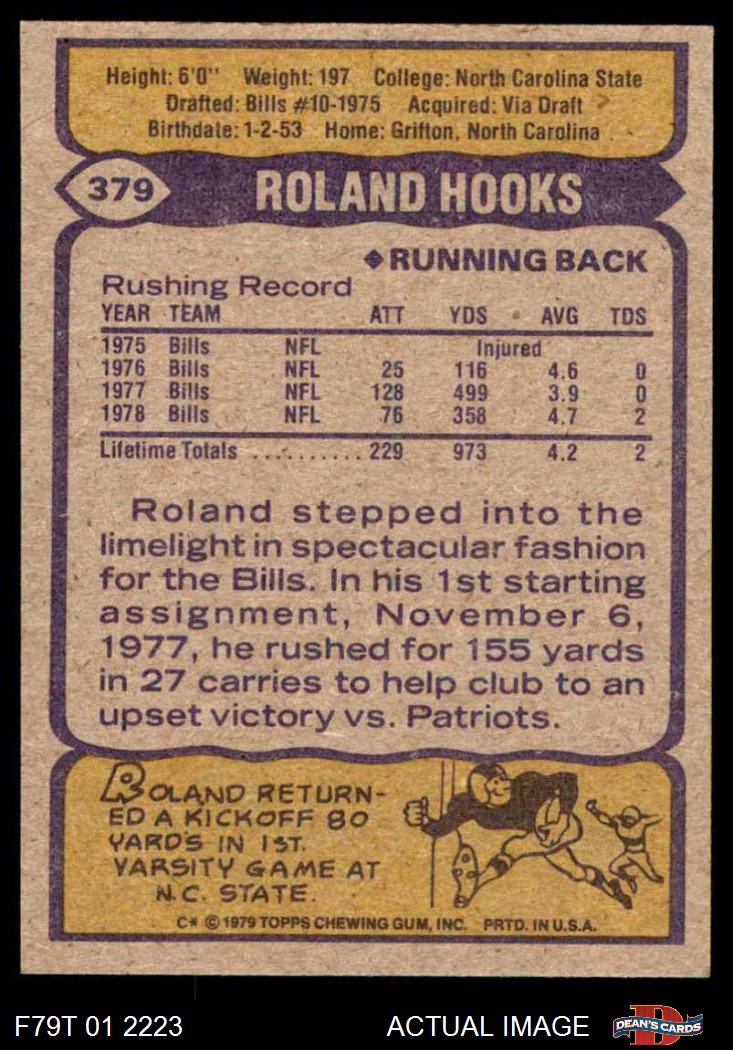 Height: 6'0" Weight: 197 College: North Carolina State
Drafted: Bills #10-1975 Acquired: Via Draft
Birthdate: 1-2-53 Home: Grifton, North Carolina
379 ROLAND HOOKS
◆RUNNING BACK
Rushing Record
YEAR TEAM ATT YDS AVG TDS
1975 Bills NFL Injured
1976 Bills NFL 25 116 4.6 0
1977 Bills NFL 128 499 3.9 0
1978 Bills NFL 76 358 4.7 2
Lifetime Totals ........... 229 973 4.2 2
Roland stepped into the
limelight in spectacular fashion
for the Bills. In his 1st starting
assignment, November 6,
1977, he rushed for 155 yards
in 27 carries to help club to an
upset victory vs. Patriots.
ROLAND RETURN-
ED A KICKOFF 80
YARDS IN 1ST.
VARSITY GAME AT
N.C. STATE.
C* © 1979 TOPPS CHEWING GUM, INC. PRTD. IN U.S.A.
F79T 01 2223 ACTUAL IMAGE D DEAN'S CARDS